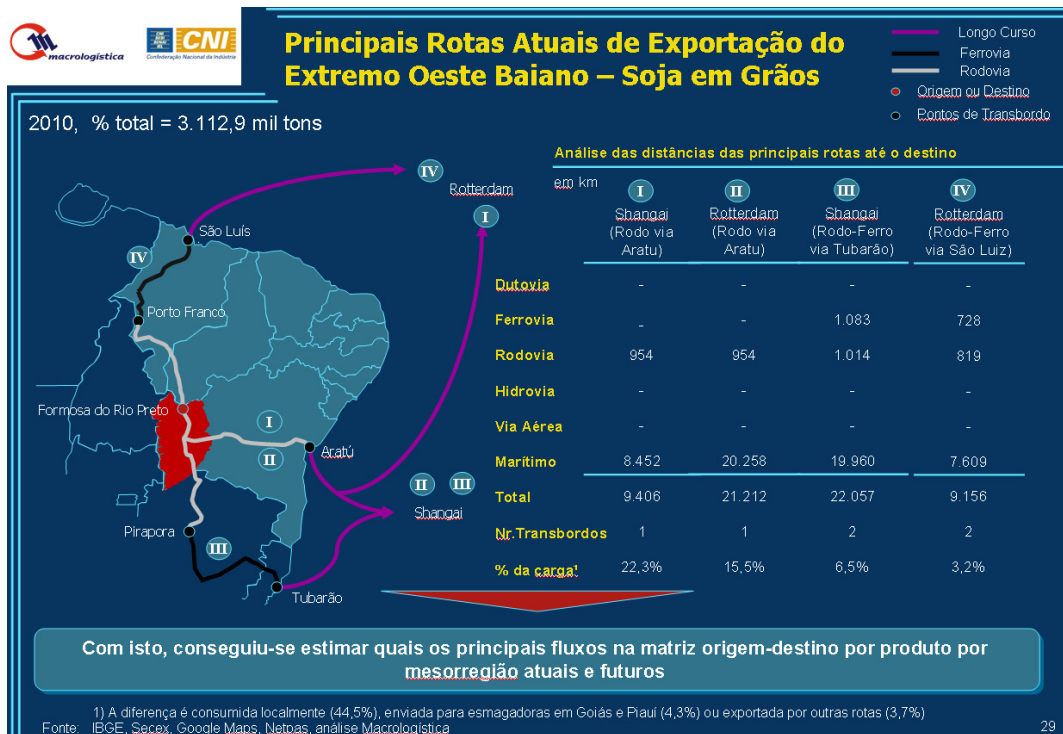 macrologística
CNI
Confederação Nacional da Indústria
Principais Rotas Atuais de Exportação do
Extremo Oeste Baiano – Soja em Grãos
Longo Curso
Ferrovia
Rodovia
Origem ou Destino
Pontos de Transbordo
2010, % total = 3.112,9 mil tons
IV
Rotterdam
I
São Luís
IV
Porto Franco
Formosa do Rio Preto
I
II
Aratú
II III
Shangai
Pirapora
III
Tubarão
Análise das distâncias das principais rotas até o destino
em km
I II III IV
Shangai Rotterdam Shangai Rotterdam
(Rodo via (Rodo via (Rodo-Ferro (Rodo-Ferro
Aratu) Aratu) via Tubarão) via São Luiz)
Dutovia - - - -
Ferrovia - - 1.083 728
Rodovia 954 954 1.014 819
Hidrovia - - - -
Via Aérea - - - -
Marítimo 8.452 20.258 19.960 7.609
Total 9.406 21.212 22.057 9.156
Nr.Transbordos 1 1 2 2
% da carga¹ 22,3% 15,5% 6,5% 3,2%
Com isto, conseguiu-se estimar quais os principais fluxos na matriz origem-destino por produto por
mesorregião atuais e futuros
1) A diferença é consumida localmente (44,5%), enviada para esmagadoras em Goiás e Piauí (4,3%) ou exportada por outras rotas (3,7%)
Fonte: IBGE, Secex, Google Maps, Netpas, análise Macrologística
29